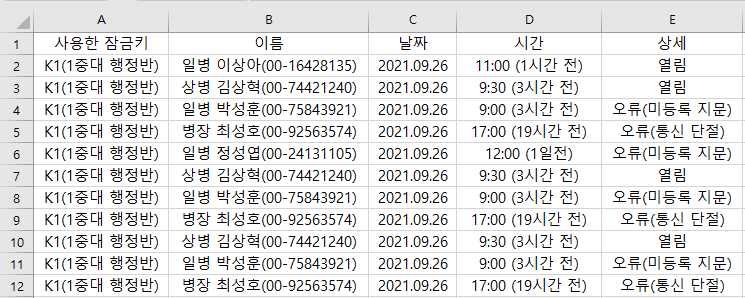 A B C D E
1 사용한 잠금키 이름 날짜 시간 상세
2 K1(1중대 행정반) 일병 이상아(00-16428135) 2021.09.26 11:00 (1시간 전) 열림
3 K1(1중대 행정반) 상병 김상혁(00-74421240) 2021.09.26 9:30 (3시간 전) 열림
4 K1(1중대 행정반) 일병 박성훈(00-75843921) 2021.09.26 9:00 (3시간 전) 오류(미등록 지문)
5 K1(1중대 행정반) 병장 최성호(00-92563574) 2021.09.26 17:00 (19시간 전) 오류(통신 단절)
6 K1(1중대 행정반) 일병 정성엽(00-24131105) 2021.09.26 12:00 (1일전) 오류(미등록 지문)
7 K1(1중대 행정반) 상병 김상혁(00-74421240) 2021.09.26 9:30 (3시간 전) 열림
8 K1(1중대 행정반) 일병 박성훈(00-75843921) 2021.09.26 9:00 (3시간 전) 오류(미등록 지문)
9 K1(1중대 행정반) 병장 최성호(00-92563574) 2021.09.26 17:00 (19시간 전) 오류(통신 단절)
10 K1(1중대 행정반) 상병 김상혁(00-74421240) 2021.09.26 9:30 (3시간 전) 열림
11 K1(1중대 행정반) 일병 박성훈(00-75843921) 2021.09.26 9:00 (3시간 전) 오류(미등록 지문)
12 K1(1중대 행정반) 병장 최성호(00-92563574) 2021.09.26 17:00 (19시간 전) 오류(통신 단절)